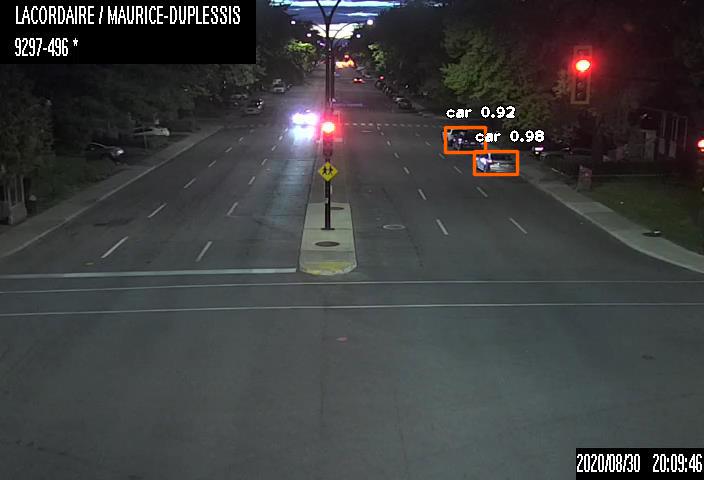 LACORDAIRE / MAURICE-DUPLESSIS
9297-496 *
car 0.92
car 0.98
2020/08/30 20:09:46